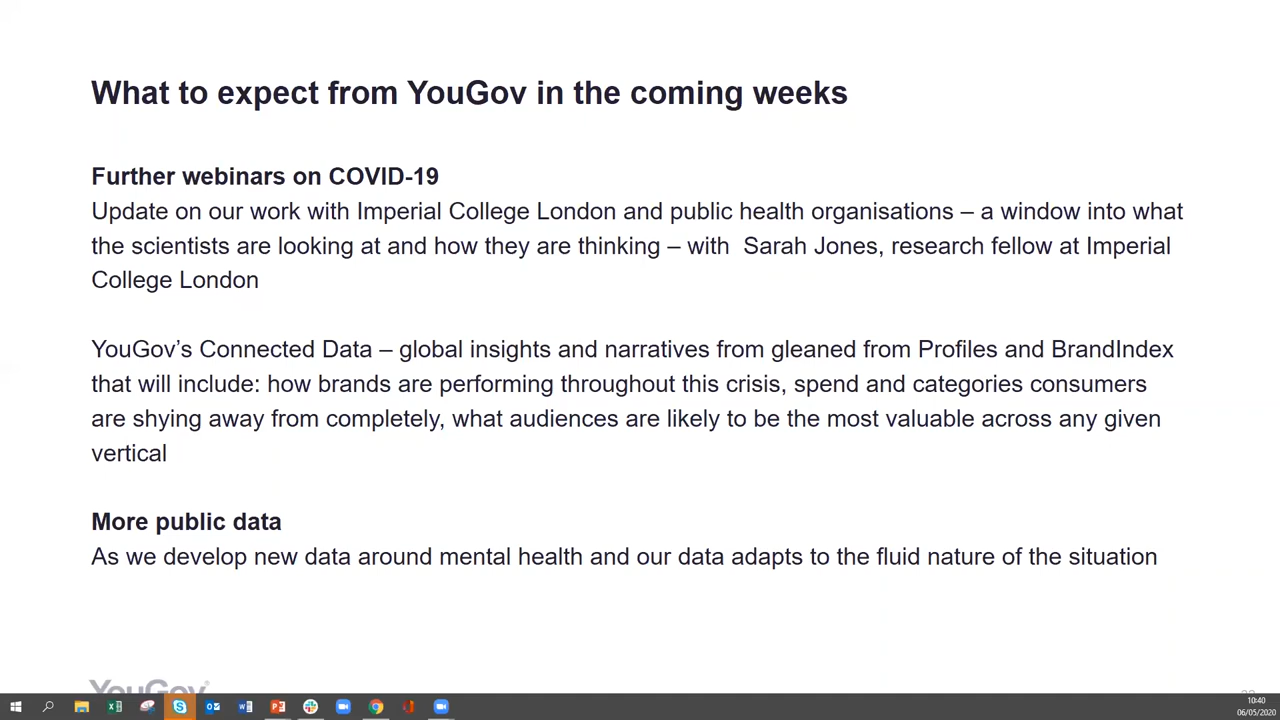 What to expect from YouGov in the coming weeks
Further webinars on COVID-19
Update on our work with Imperial College London and public health organisations – a window into what
the scientists are looking at and how they are thinking – with  Sarah Jones, research fellow at Imperial
College London
YouGov’s Connected Data – global insights and narratives from gleaned from Profiles and BrandIndex
that will include: how brands are performing throughout this crisis, spend and categories consumers
are shying away from completely, what audiences are likely to be the most valuable across any given
vertical
More public data
As we develop new data around mental health and our data adapts to the fluid nature of the situation
YouGov
10:40
06/05/2020